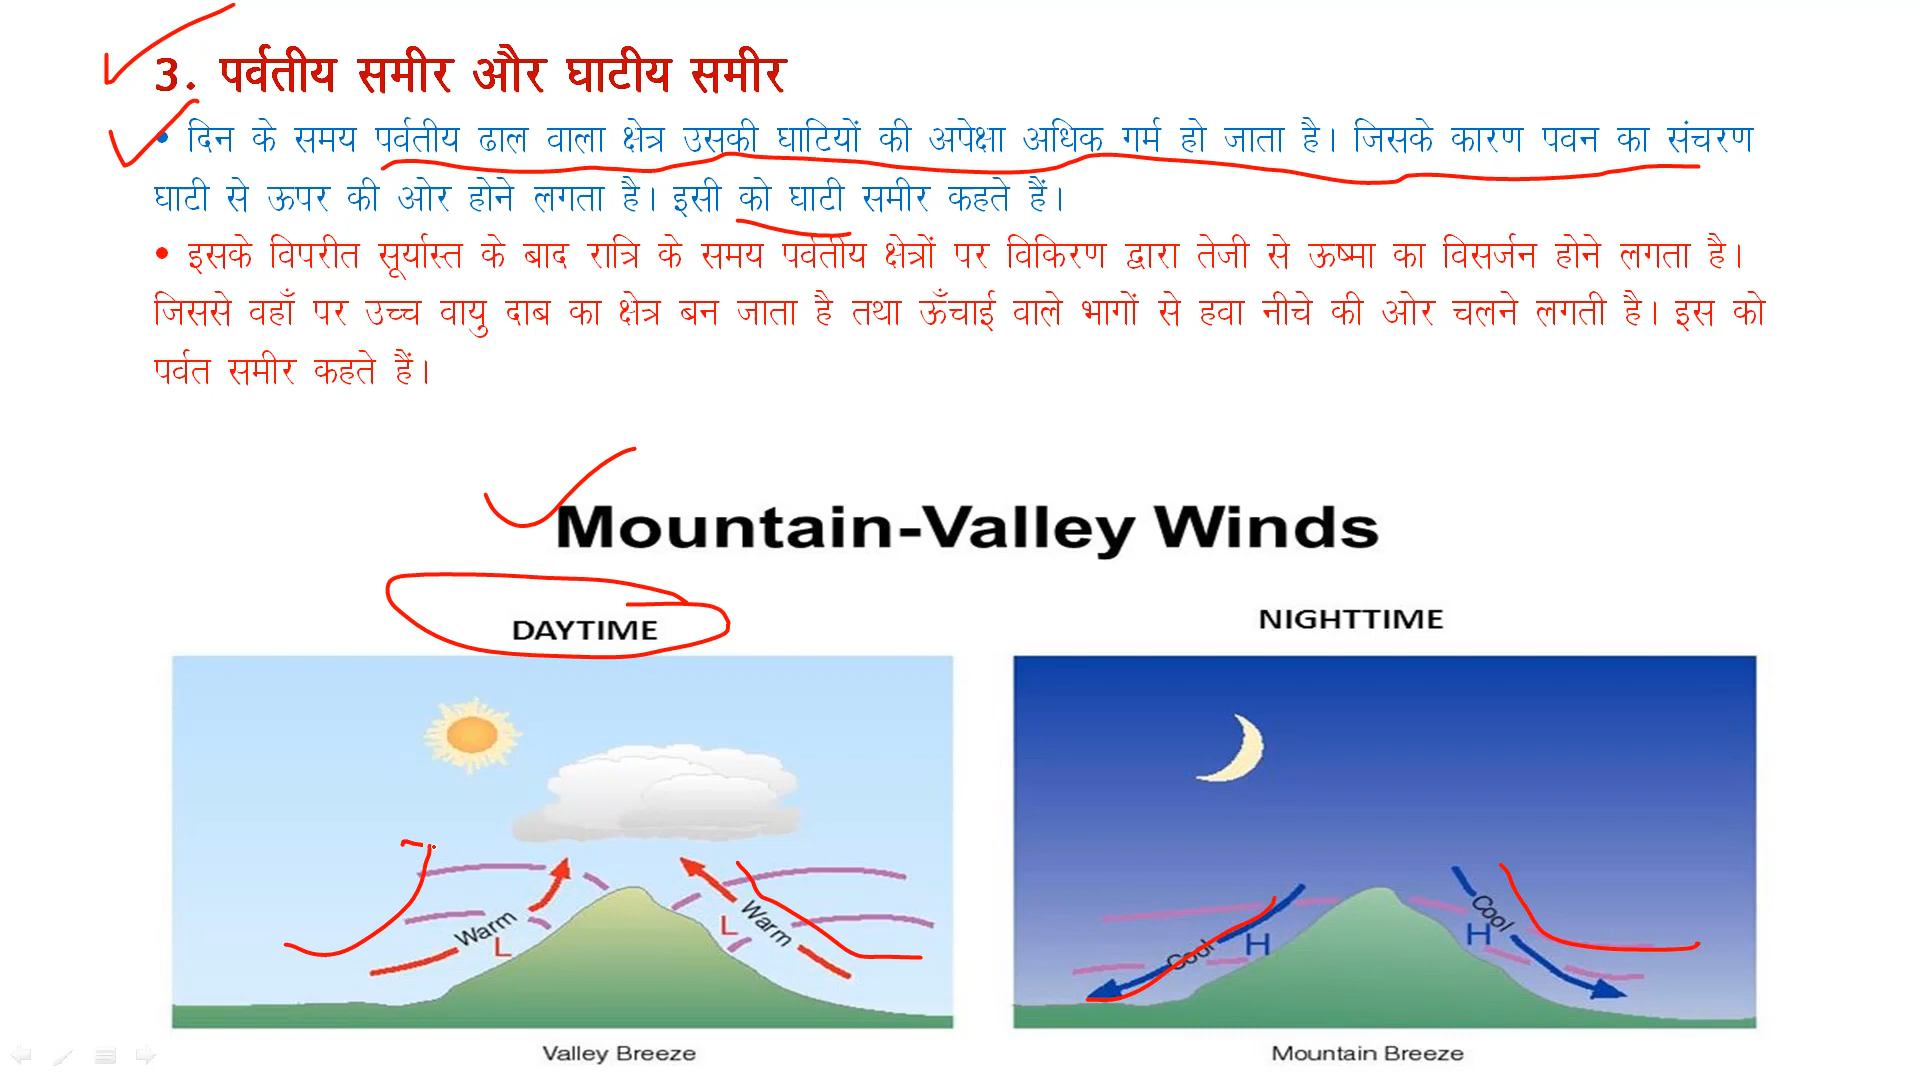 3. पर्वतीय समीर और घाटीय समीर
• दिन के समय पर्वतीय ढाल वाला क्षेत्र उसकी घाटियों की अपेक्षा अधिक गर्म हो जाता है। जिसके कारण पवन का संचरण
घाटी से ऊपर की ओर होने लगता है। इसी को घाटी समीर कहते हैं।
• इसके विपरीत सूर्यास्त के बाद रात्रि के समय पर्वतीय क्षेत्रों पर विकिरण द्वारा तेजी से ऊष्मा का विसर्जन होने लगता है।
जिससे वहाँ पर उच्च वायु दाब का क्षेत्र बन जाता है तथा ऊँचाई वाले भागों से हवा नीचे की ओर चलने लगती है। इस को
पर्वत समीर कहते हैं।
Mountain-Valley Winds
DAYTIME
NIGHTTIME
Warm
L
L
Warm
Cool
H
H
Cool
Valley Breeze
Mountain Breeze